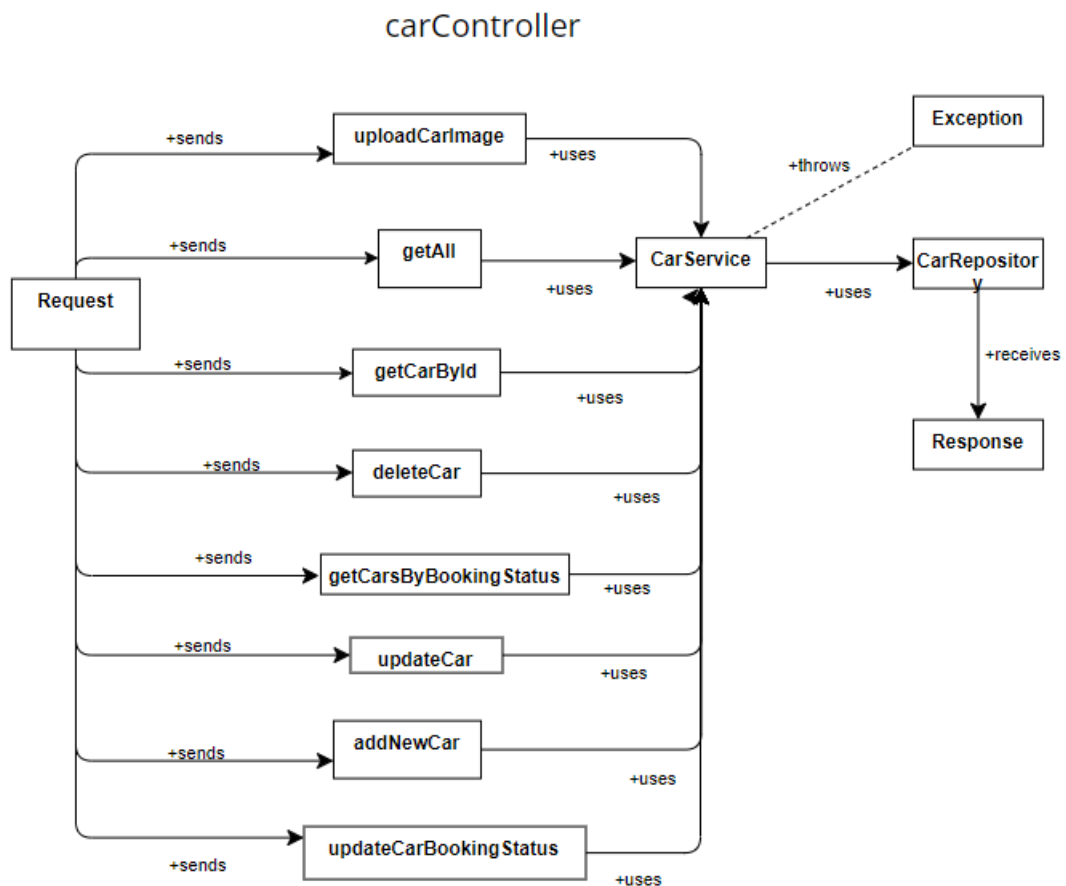 carController
Exception
+sends
uploadCarImage
+uses
+throws
+sends
getAll
CarService
CarRepositor
y
+uses
+uses
Request
+sends
getCarById
+uses
+receives
Response
+sends
deleteCar
+uses
+sends
getCarsByBookingStatus
+uses
+sends
updateCar
+uses
+sends
addNewCar
+uses
updateCarBookingStatus
+sends
+uses